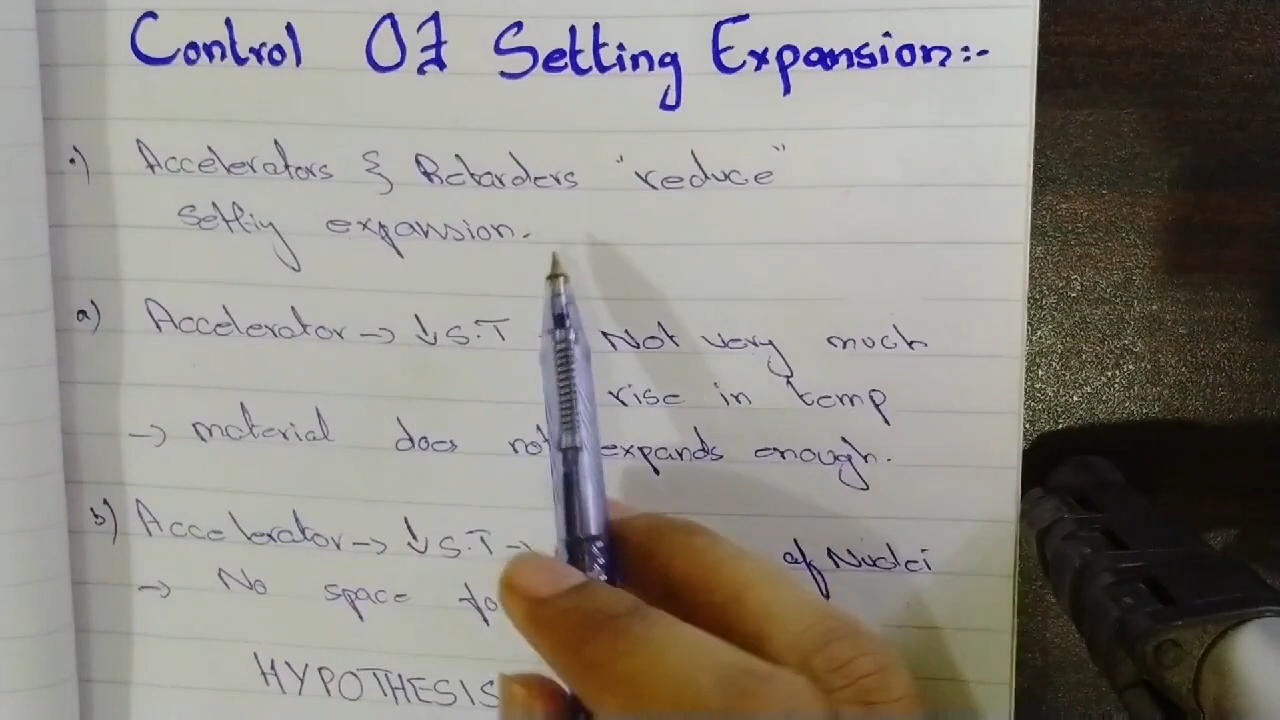 Control Of Setting Expansion:-
•) Accelerators & Retarders "reduce"
setting expansion.
a) Accelerator → ↓ S.T Not very much
rise in temp
→ material does not expands enough.
b) Accelerator → ↓ S.T → of Nuclei
→ No space fo
HYPOTHESIS